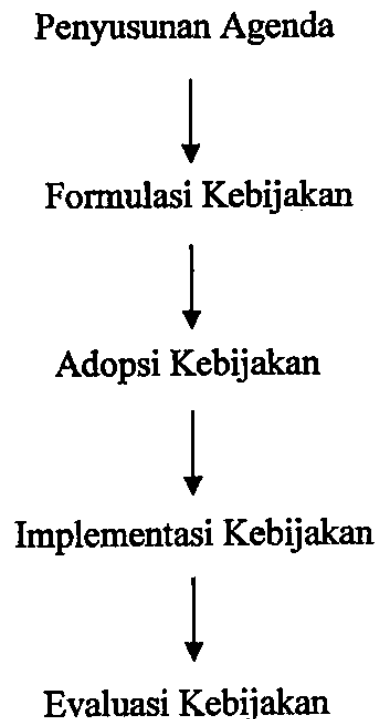 Penyusunan Agenda
Formulasi Kebijakan
Adopsi Kebijakan
Implementasi Kebijakan
Evaluasi Kebijakan